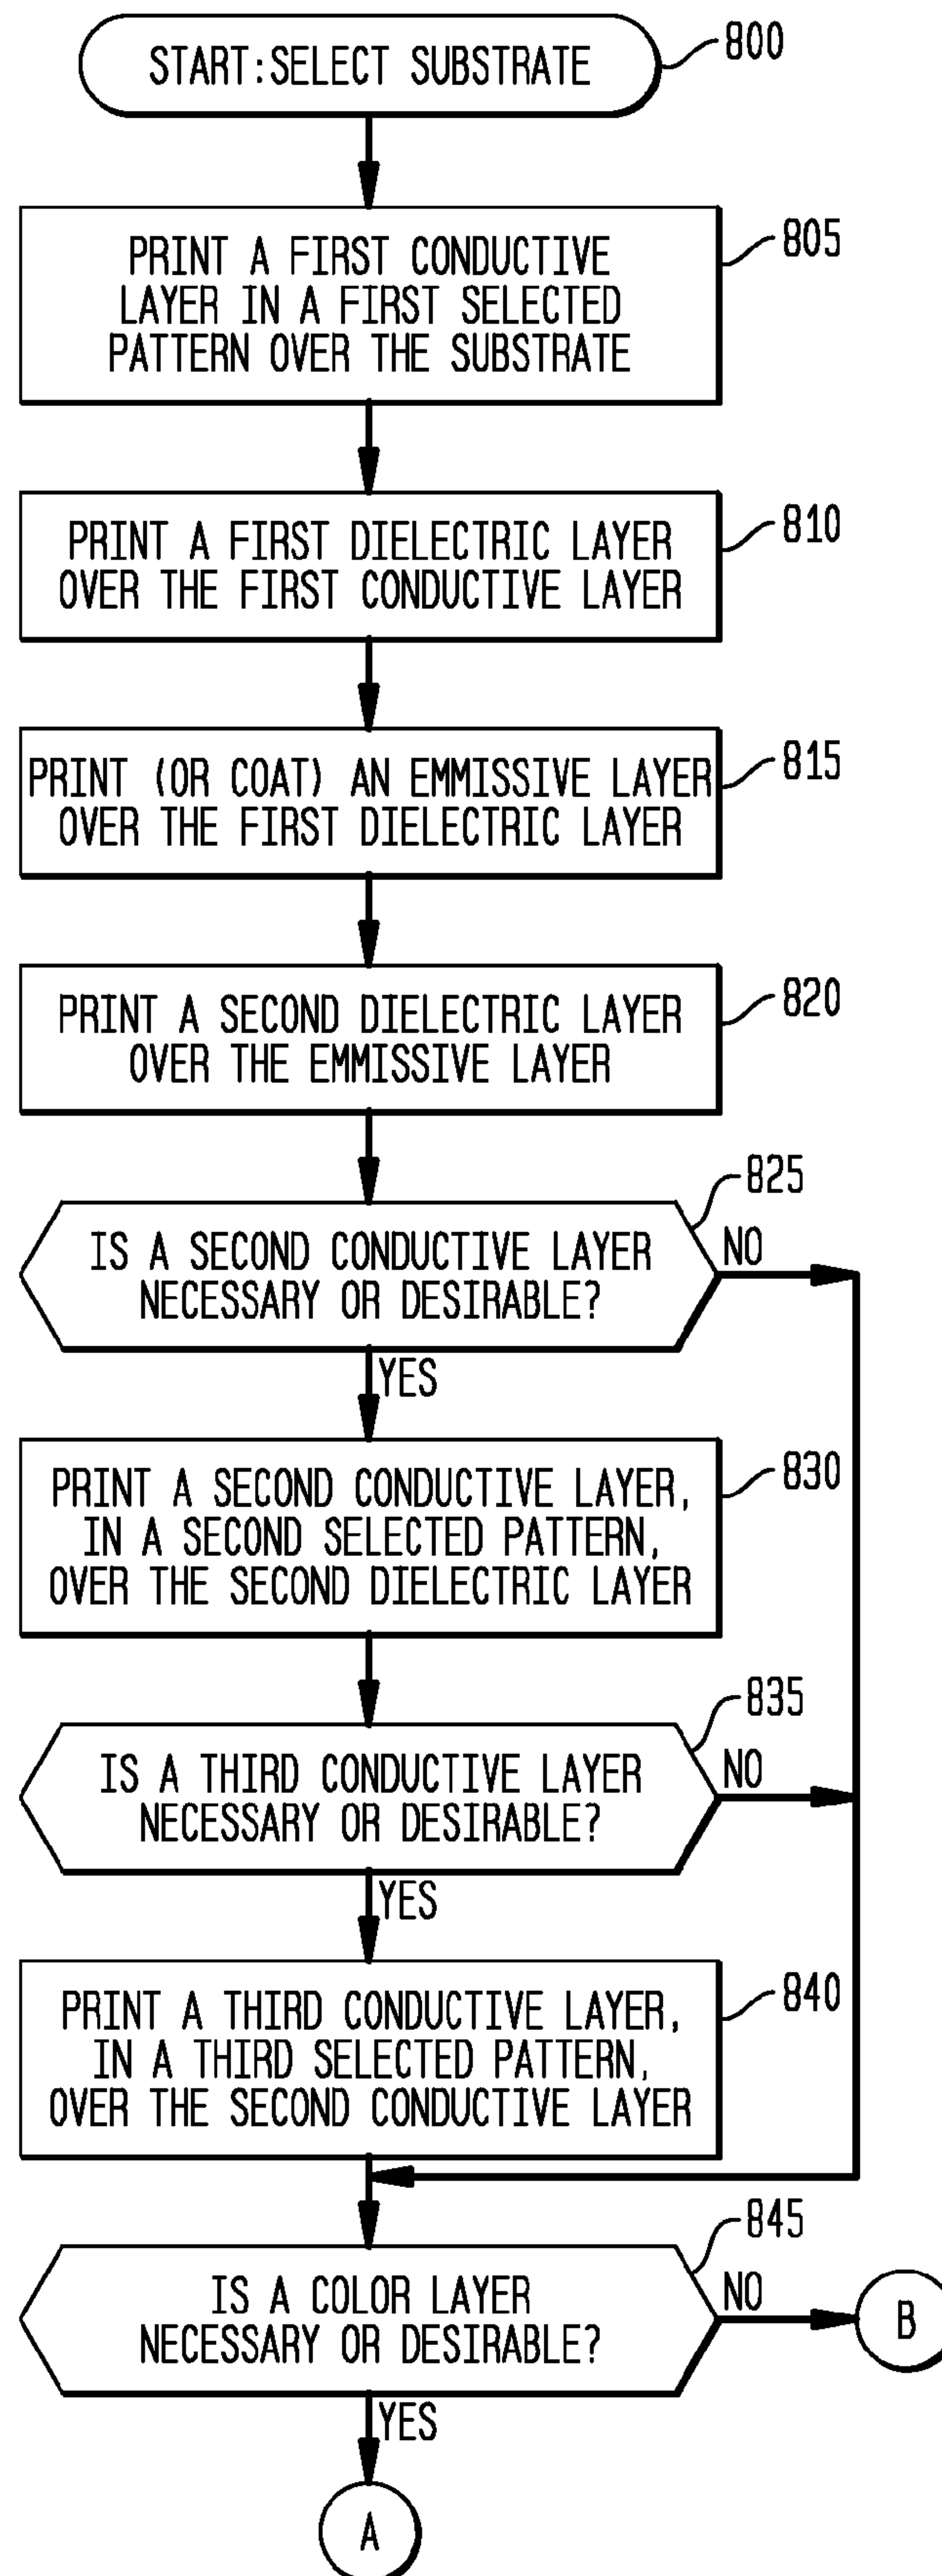 START:SELECT SUBSTRATE
800
PRINT A FIRST CONDUCTIVE
LAYER IN A FIRST SELECTED
PATTERN OVER THE SUBSTRATE
805
PRINT A FIRST DIELECTRIC LAYER
OVER THE FIRST CONDUCTIVE LAYER
810
PRINT (OR COAT) AN EMMISSIVE LAYER
OVER THE FIRST DIELECTRIC LAYER
815
PRINT A SECOND DIELECTRIC LAYER
OVER THE EMMISSIVE LAYER
820
825
IS A SECOND CONDUCTIVE LAYER
NECESSARY OR DESIRABLE?
NO
YES
PRINT A SECOND CONDUCTIVE LAYER,
IN A SECOND SELECTED PATTERN,
OVER THE SECOND DIELECTRIC LAYER
830
835
IS A THIRD CONDUCTIVE LAYER
NECESSARY OR DESIRABLE?
NO
YES
PRINT A THIRD CONDUCTIVE LAYER,
IN A THIRD SELECTED PATTERN,
OVER THE SECOND CONDUCTIVE LAYER
840
845
IS A COLOR LAYER
NECESSARY OR DESIRABLE?
NO
B
YES
A